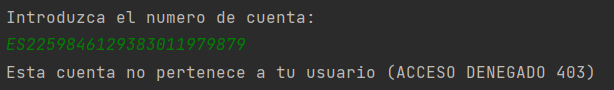 Introduzca el numero de cuenta:
ES2259846129383011979879
Esta cuenta no pertenece a tu usuario (ACCESO DENEGADO 403)